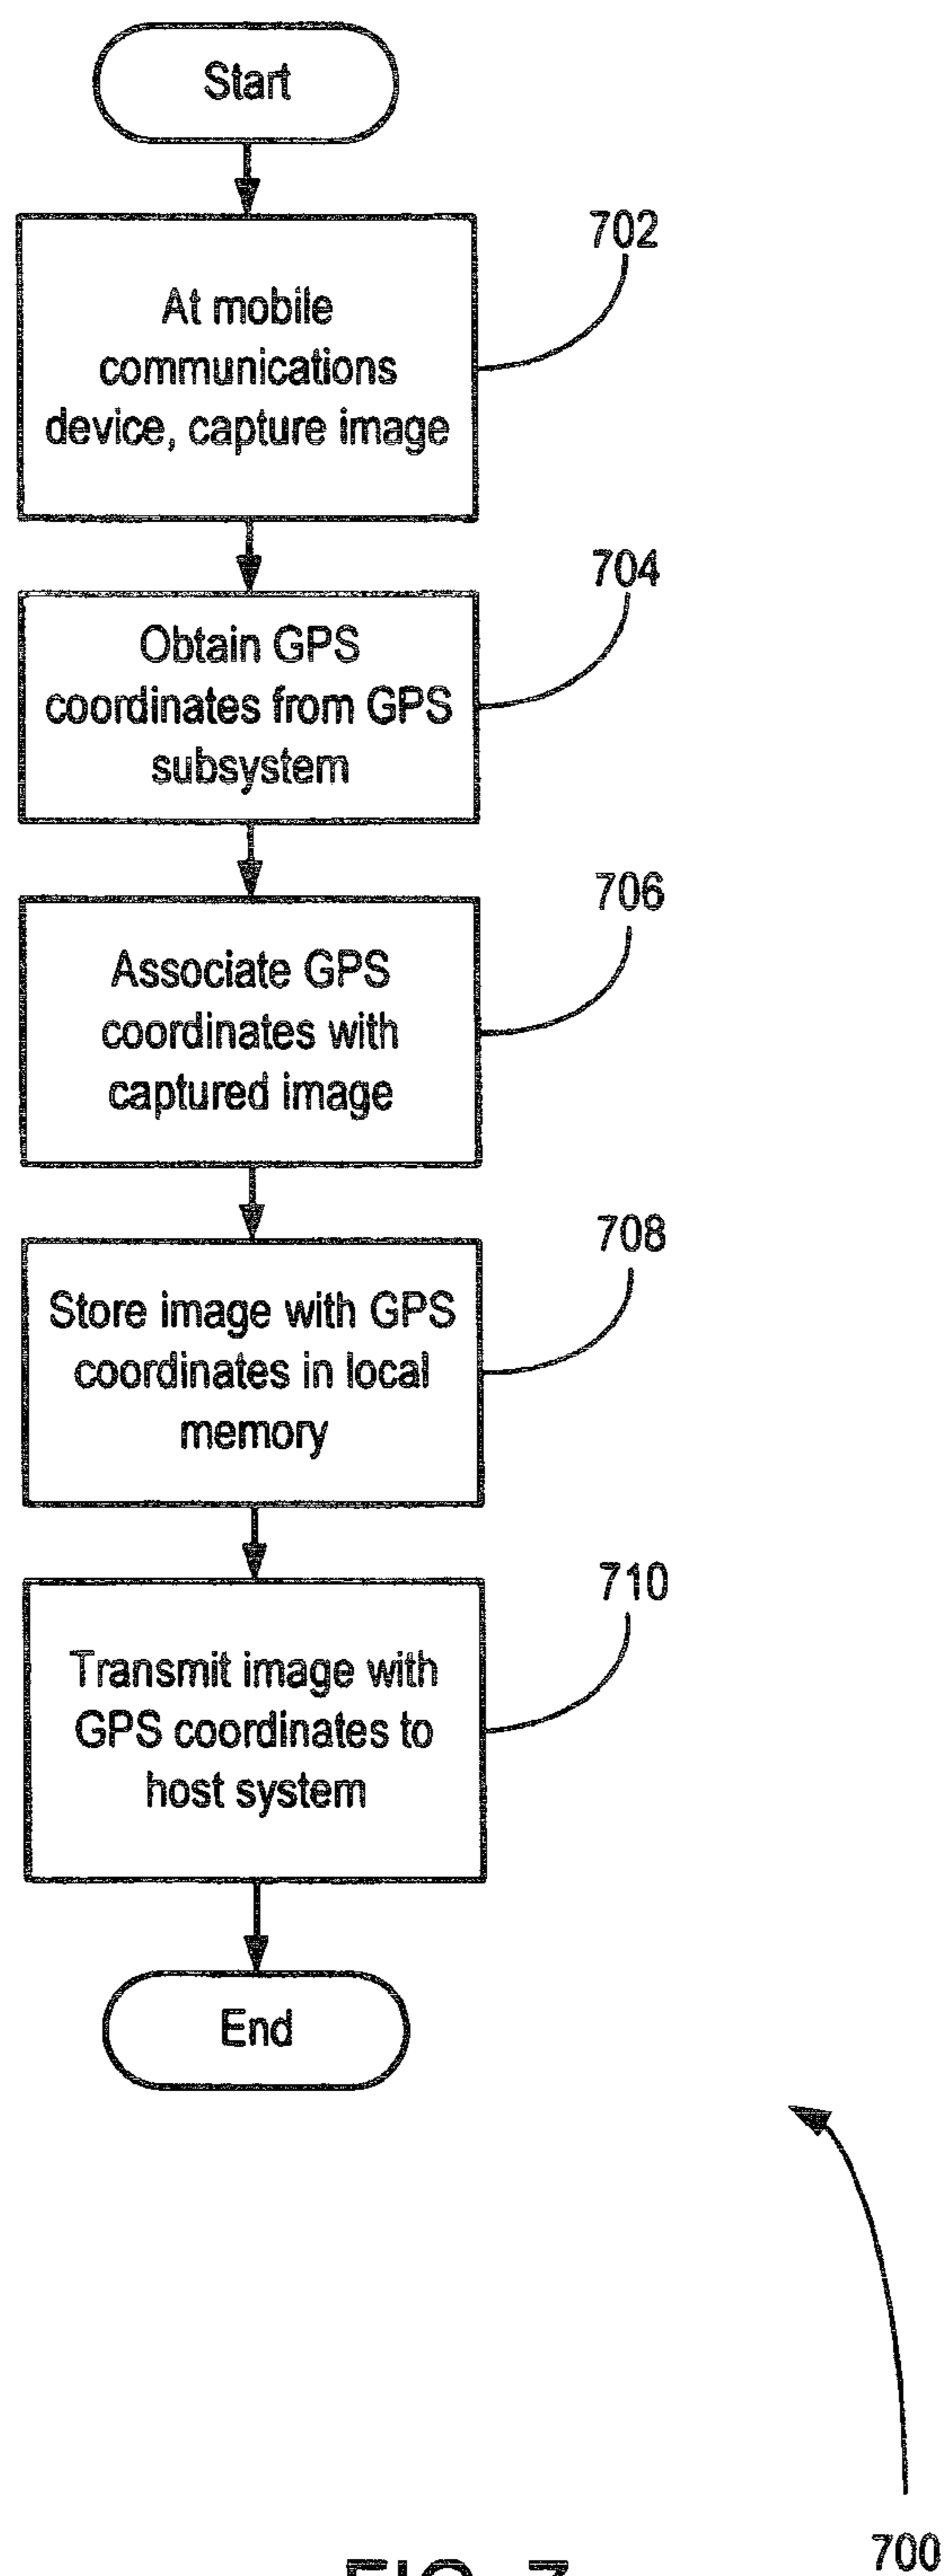 Start
702
At mobile
communications
device, capture image
704
Obtain GPS
coordinates from GPS
subsystem
706
Associate GPS
coordinates with
captured image
708
Store image with GPS
coordinates in local
memory
710
Transmit image with
GPS coordinates to
host system
End
700
FIG. 7